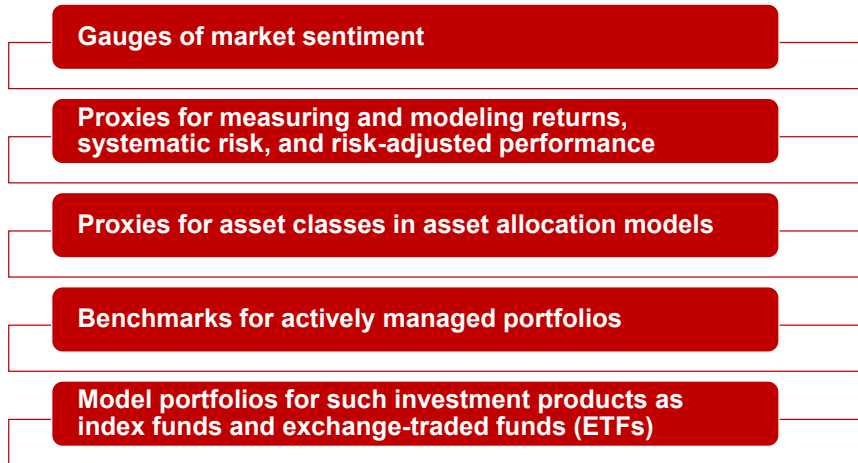 Gauges of market sentiment
Proxies for measuring and modeling returns,
systematic risk, and risk-adjusted performance
Proxies for asset classes in asset allocation models
Benchmarks for actively managed portfolios
Model portfolios for such investment products as
index funds and exchange-traded funds (ETFs)